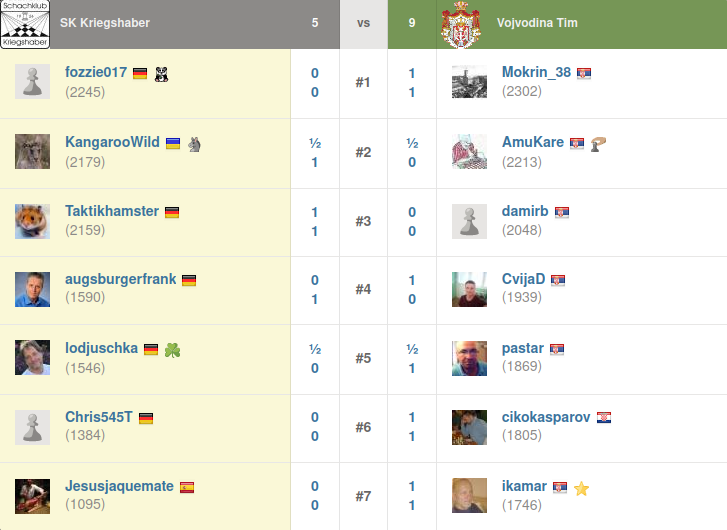 Schachklub
19 24
Kriegshaber
SK Kriegshaber 5 vs 9 Vojvodina Tim
fozzie017 0 #1 1 Mokrin_38
(2245) 0 1 (2302)
KangarooWild ½ #2 ½ AmuKare
(2179) 1 0 (2213)
Taktikhamster 1 #3 0 damirb
(2159) 1 0 (2048)
augsburgerfrank 0 #4 1 CvijaD
(1590) 1 0 (1939)
lodjuschka ½ #5 ½ pastar
(1546) 0 1 (1869)
Chris545T 0 #6 1 cikokasparov
(1384) 0 1 (1805)
Jesusjaquemate 0 #7 1 ikamar
(1095) 0 1 (1746)